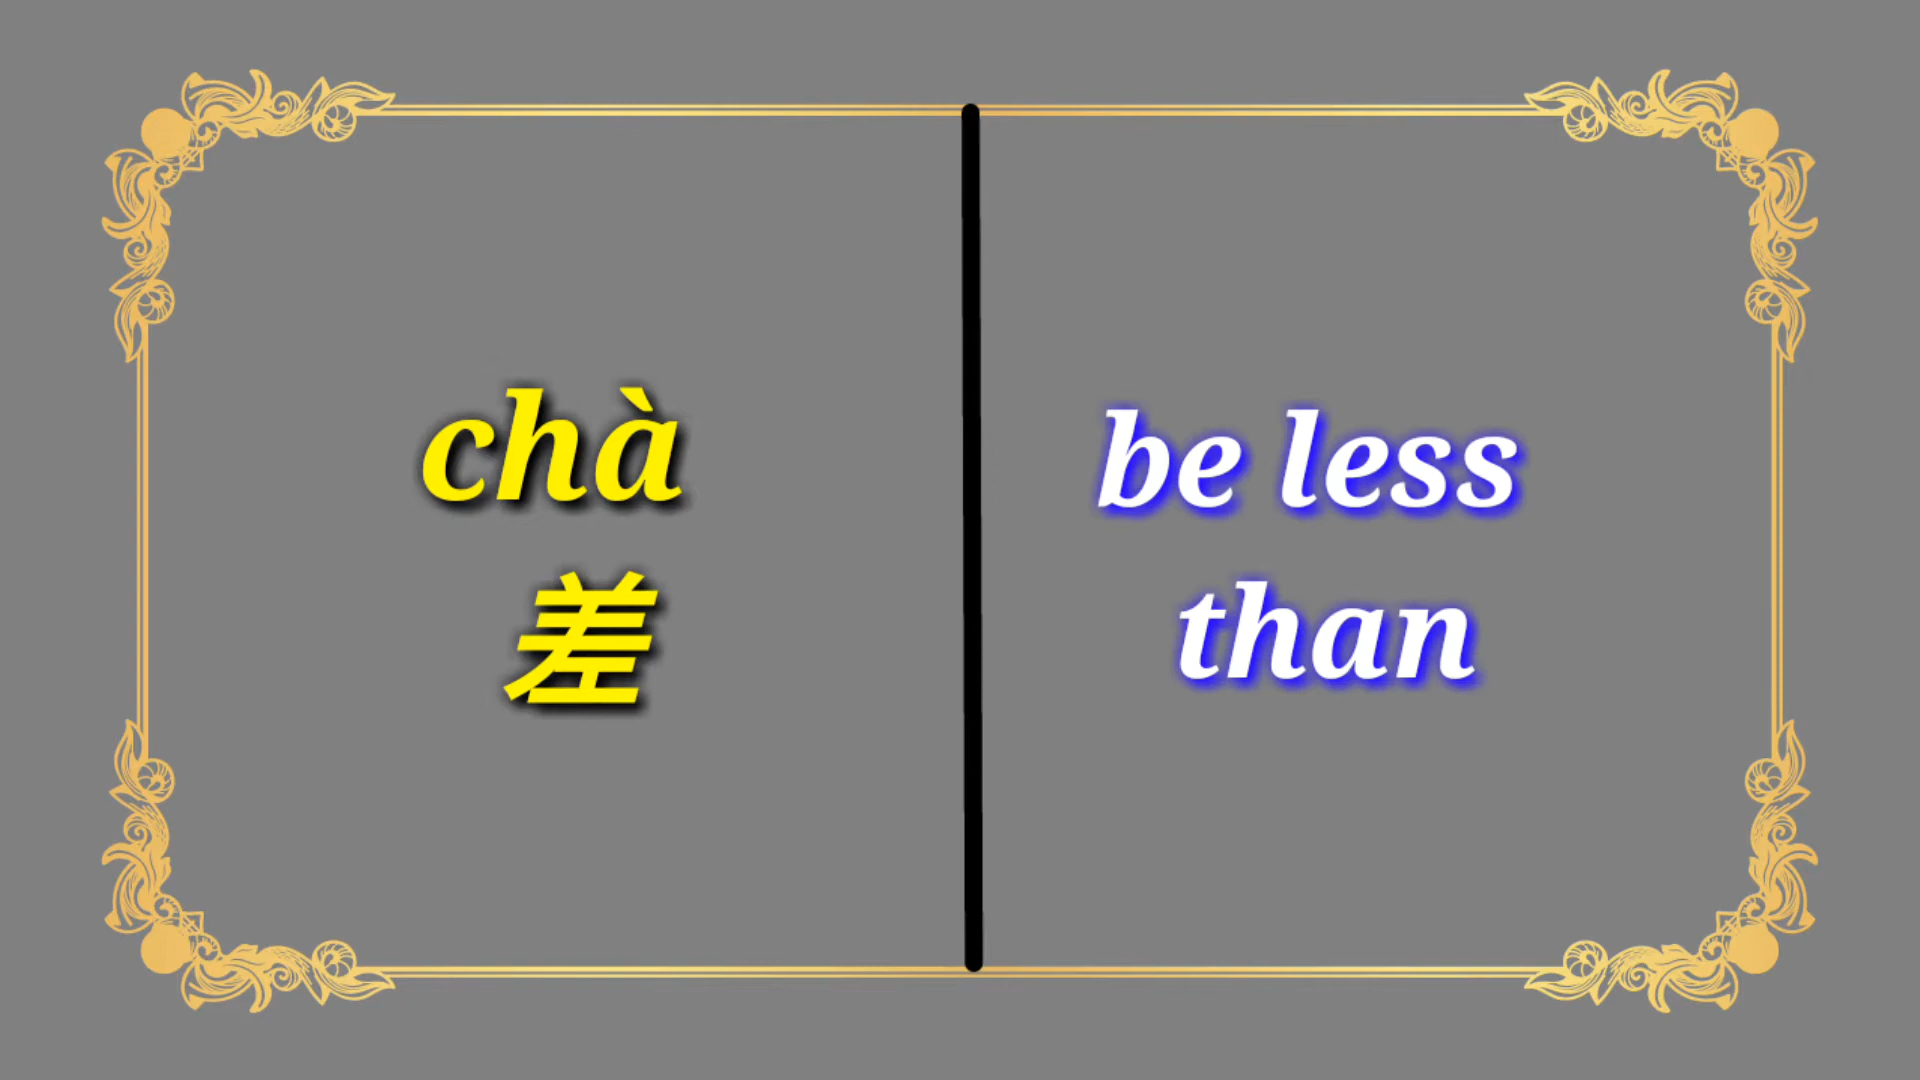 chà
差
be less
than